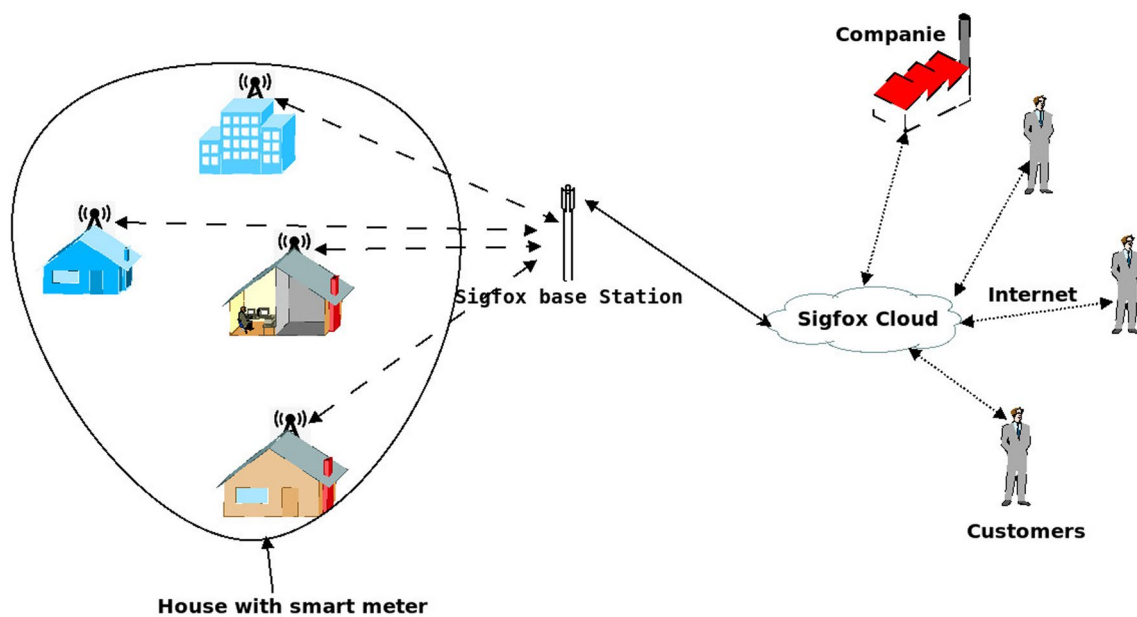 Companie
Sigfox base Station
Internet
Sigfox Cloud
Customers
House with smart meter